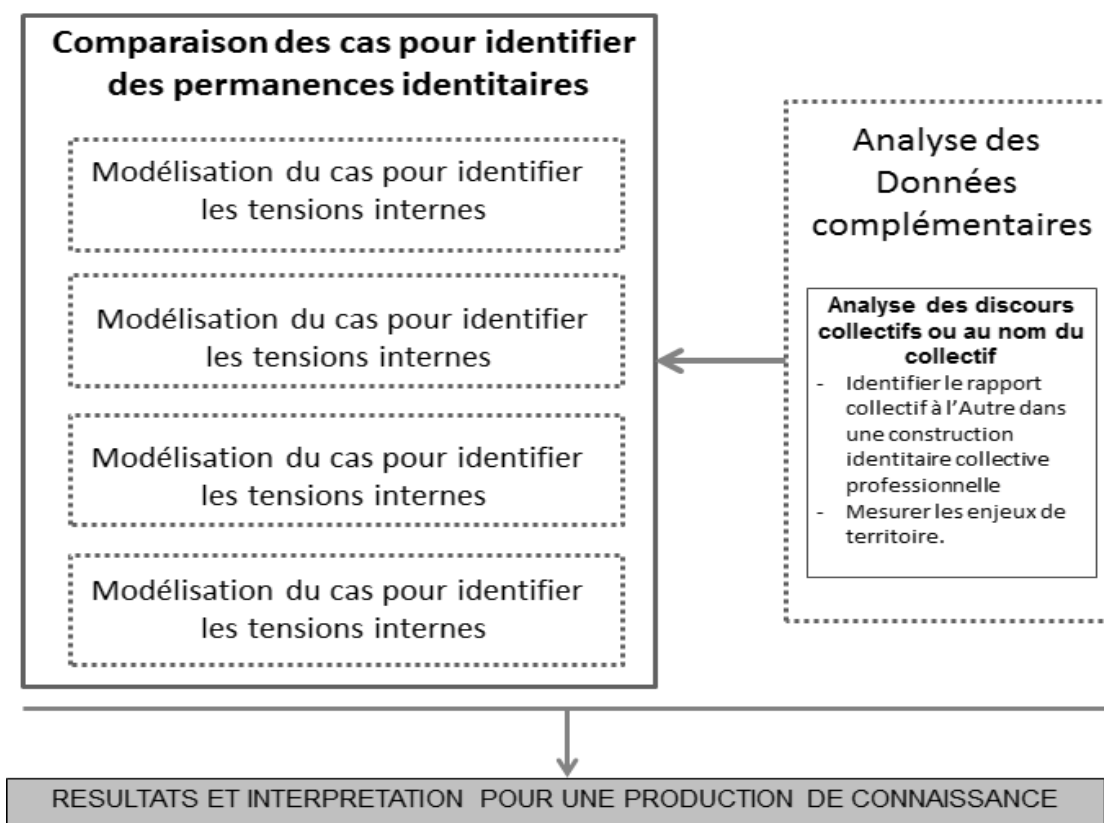 Comparaison des cas pour identifier
des permanences identitaires
Modélisation du cas pour identifier
les tensions internes
Modélisation du cas pour identifier
les tensions internes
Modélisation du cas pour identifier
les tensions internes
Modélisation du cas pour identifier
les tensions internes
Analyse des
Données
complémentaires
Analyse des discours
collectifs ou au nom du
collectif
- Identifier le rapport
collectif à l'Autre dans
une construction
identitaire collective
professionnelle
- Mesurer les enjeux de
territoire.
RESULTATS ET INTERPRETATION POUR UNE PRODUCTION DE CONNAISSANCE